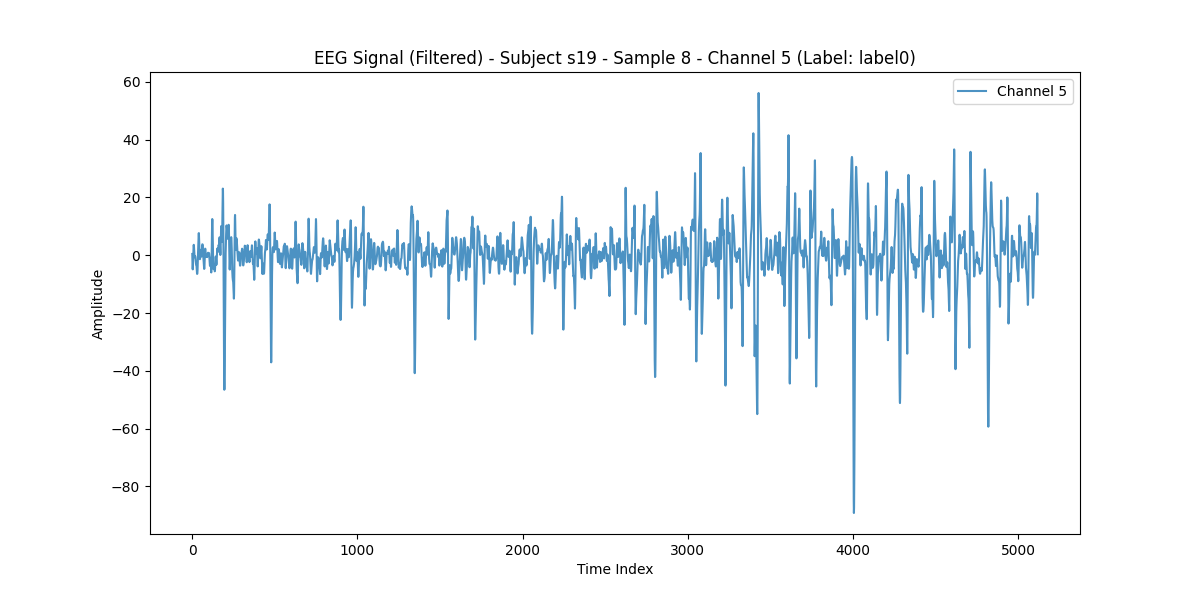 EEG Signal (Filtered) - Subject s19 - Sample 8 - Channel 5 (Label: label0)
Channel 5
60
40
20
0
−20
−40
−60
−80
Amplitude
0 1000 2000 3000 4000 5000
Time Index